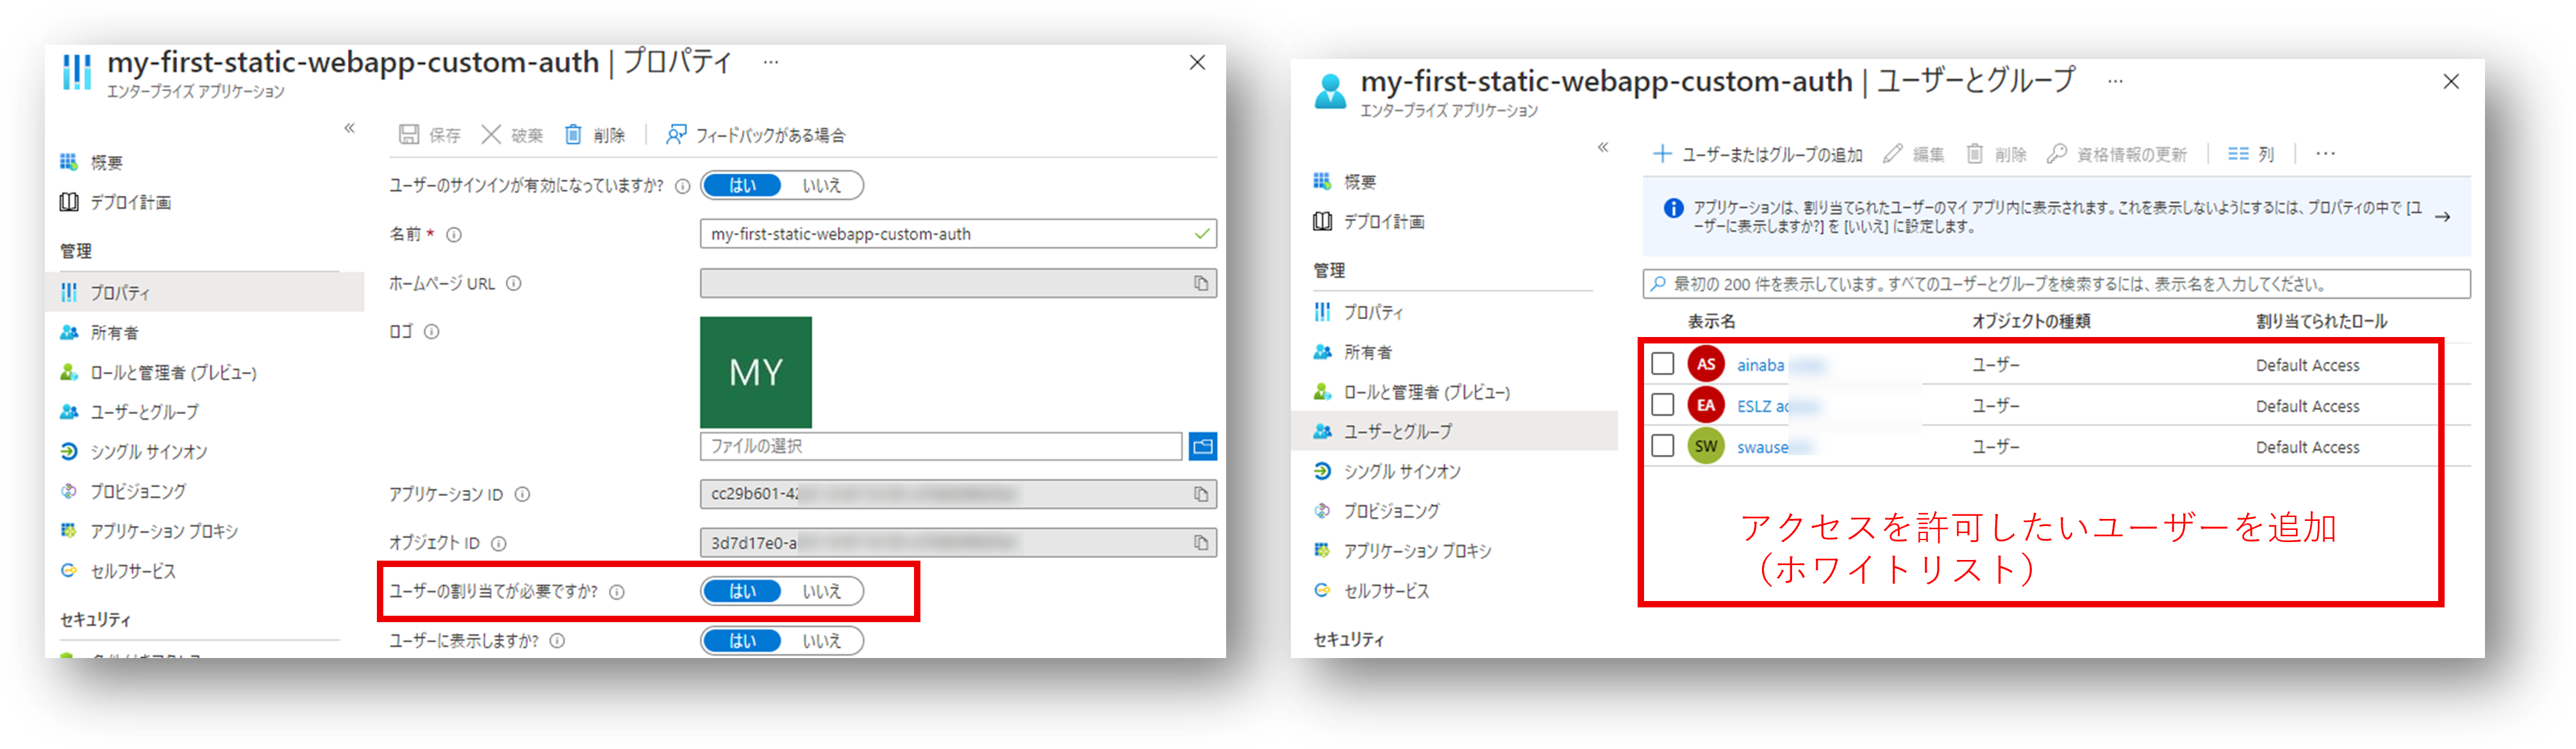 my-first-static-webapp-custom-auth | プロパティ ...
エンタープライズ アプリケーション
«
保存 破棄 削除 フィードバックがある場合
概要
デプロイ計画
管理
プロパティ
所有者
ロールと管理者 (プレビュー)
ユーザーとグループ
シングル サインオン
プロビジョニング
アプリケーション プロキシ
セルフサービス
セキュリティ
ユーザーのサインインが有効になっていますか? はい いいえ
名前 * my-first-static-webapp-custom-auth
ホームページ URL
ロゴ
MY
ファイルの選択
アプリケーション ID cc29b601-42
オブジェクト ID 3d7d17e0-a
ユーザーの割り当てが必要ですか? はい いいえ
ユーザーに表示しますか? はい いいえ
my-first-static-webapp-custom-auth | ユーザーとグループ ...
エンタープライズ アプリケーション
«
ユーザーまたはグループの追加 編集 削除 資格情報の更新 列 ...
概要
デプロイ計画
管理
プロパティ
所有者
ロールと管理者 (プレビュー)
ユーザーとグループ
シングル サインオン
プロビジョニング
アプリケーション プロキシ
セルフサービス
セキュリティ
アプリケーションは、割り当てられたユーザーのマイ アプリ内に表示されます。これを表示しないようにするには、プロパティの中で [ユ
ーザーに表示しますか?] を [いいえ] に設定します。
最初の 200 件を表示しています。すべてのユーザーとグループを検索するには、表示名を入力してください。
表示名 オブジェクトの種類 割り当てられたロール
AS ainaba ユーザー Default Access
EA ESLZ ユーザー Default Access
SW swause ユーザー Default Access
アクセスを許可したいユーザーを追加
（ホワイトリスト）